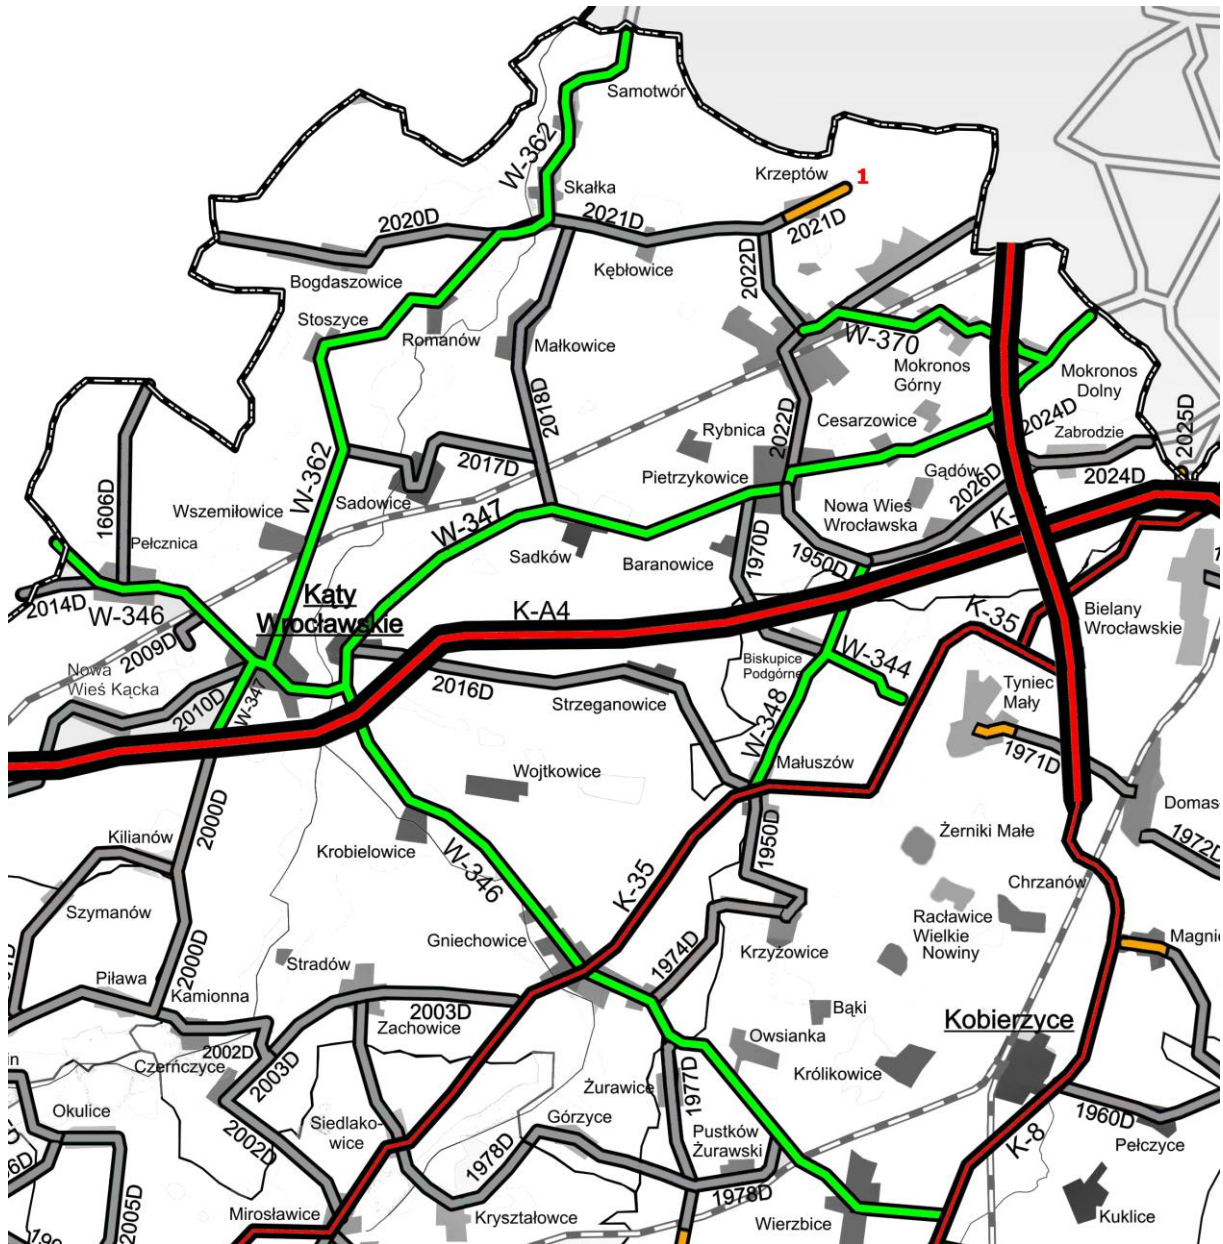 Samotwór
W-362
Krzeptów
1
Skałka
2020D
2021D
2021D
Kębłowice
2022D
Bogdaszowice
Stoszyce
Romanów
Małkowice
W-370
Mokronos
Górny
Mokronos
Dolny
2018D
Cesarzowice
2024D
Rybnica
2022D
Zabrodzie
2025D
2017D
Pietrzykowice
Gądów
2026D
2024D
W-362
Sadowice
1606D
Wszemiłowice
W-347
Nowa Wieś
Wrocławska
Pełcznica
Sadków
Baranowice
1970D
1950D
2014D
W-346
Kąty
Wrocławskie
K-A4
K-35
Bielany
Wrocławskie
2009D
Nowa
Wieś Kącka
2010D
W-347
2016D
Strzeganowice
Biskupice
Podgórne
W-344
Tyniec
Mały
W-348
1971D
Wojtkowice
Małuszów
2000D
Kilianów
Krobielowice
W-346
K-35
1950D
Żerniki Małe
1972D
Chrzanów
Szymanów
Gniechowice
1974D
Krzyżowice
Racławice
Wielkie
Nowiny
2000D
Stradów
Piława
Kamionna
2003D
Zachowice
Bąki
Kobierzyce
Owsianka
2002D
Czerńczyce
2003D
Królikowice
Okulice
Żurawice
1977D
Siedlako-
wice
Górzyce
Pustków
Żurawski
1960D
Pełczyce
2002D
1978D
K-8
2005D
1978D
Mirosławice
Kryształowce
Wierzbice
Kuklice